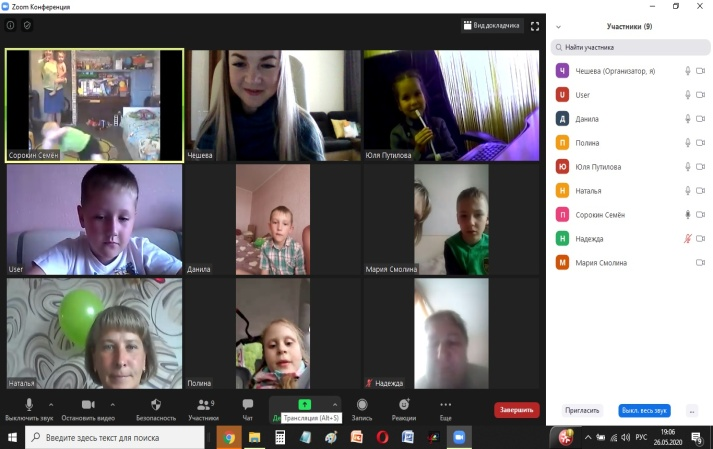 Zoom Конференция
Вид докладчика
Участники (9)
Найти участника
Ч Чешева (Организатор, я)
U User
Д Данила
П Полина
Ю Юля Путилова
Н Наталья
С Сорокин Семён
Н Надежда
М Мария Смолина
Сорокин Семён
Чешева
Юля Путилова
User
Данила
Мария Смолина
Наталья
Полина
Надежда
9
Выключить звук
Остановить видео
Безопасность
Участники
Чат
Трансляция (Alt+S)
Запись
Реакции
Еще
Завершить
Пригласить
Выкл. весь звук
...
Введите здесь текст для поиска
РУС
19:06
26.05.2020
9